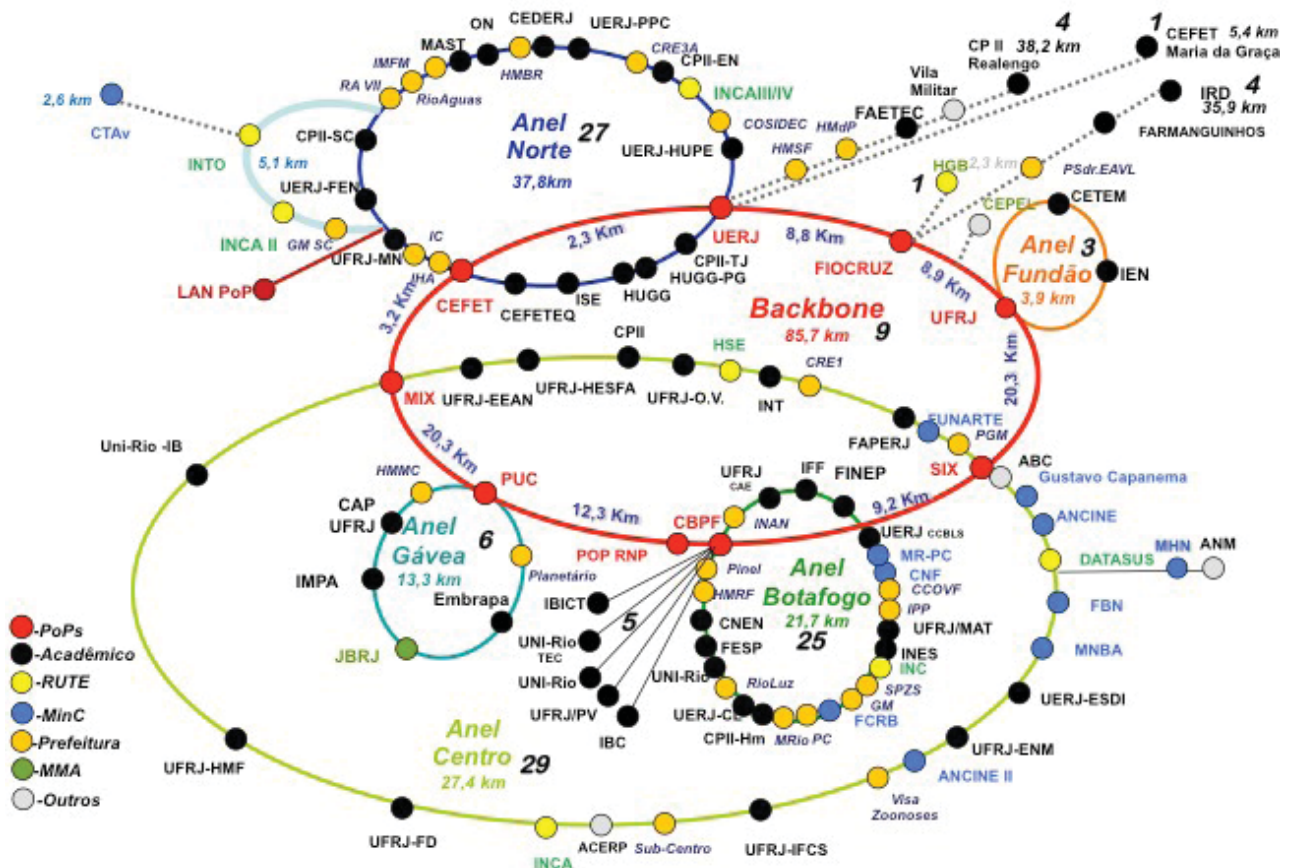 ON
CEDERJ
UERJ-PPC
MAST
IMFM
CRE3A
CPII-EN
RA VII
RioAguas
HMBR
INCAIII/IV
2,6 km
CTAv
CPII-SC
Anel
Norte
27
37,8km
COSIDEC
UERJ-HUPE
INTO
5,1 km
UERJ-FEN
INCA II
GM SC
UFRJ-MN
IC
IHA
LAN PoP
CEFET
CEFETEQ
ISE
HUGG
HUGG-PG
CPII-TJ
UERJ
2,3 Km
3,2 Km
4
CP II
Realengo
38,2 km
1
CEFET 5,4 km
Maria da Graça
Vila
Militar
FAETEC
HMdP
HMSF
IRD
4
35,9 km
FARMANGUINHOS
PSdr.EAVL
HGB
2,3 km
1
CEPEL
CETEM
Anel
Fundão
3
3,9 km
IEN
8,8 Km
FIOCRUZ
8,9 Km
UFRJ
20,3 Km
Backbone
85,7 km
9
MIX
UFRJ-EEAN
UFRJ-HESFA
CPII
UFRJ-O.V.
HSE
INT
CRE1
FAPERJ
FUNARTE
PGM
SIX
ABC
Gustavo Capanema
ANCINE
DATASUS
MHN
ANM
FBN
MNBA
UERJ-ESDI
UFRJ-ENM
ANCINE II
Visa
Zoonoses
UFRJ-IFCS
Sub-Centro
ACERP
INCA
UFRJ-FD
UFRJ-HMF
Uni-Rio -IB
Anel
Centro
29
27,4 km
20,3 Km
PUC
HMMC
CAP
UFRJ
IMPA
JBRJ
Embrapa
Planetário
Anel
Gávea
6
13,3 km
12,3 Km
POP RNP
CBPF
9,2 Km
UFRJ
CAE
IFF
FINEP
INAN
UERJ CCBLS
MR-PC
CNF
CCOVF
IPP
UFRJ/MAT
INES
INC
SPZS
GM
FCRB
PC
MRio
CPII-Hm
UERJ-CB
RioLuz
UNI-Rio
FESP
CNEN
HMRF
Pinel
Anel
Botafogo
21,7 km
25
IBICT
5
UNI-Rio
TEC
UNI-Rio
UFRJ/PV
IBC
-PoPs
-Acadêmico
-RUTE
-MinC
-Prefeitura
-MMA
-Outros